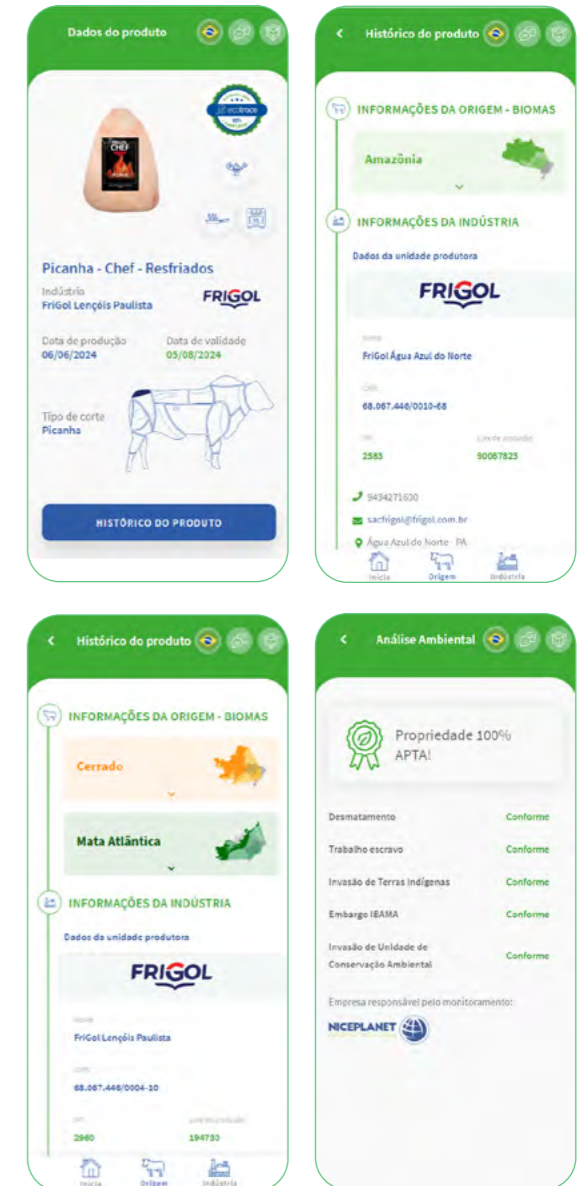 Dados do produto
ecotrace
CHEF
Picanha - Chef - Resfriados
Indústria
FriGol Lençóis Paulista
FRIGOL
Data de produção
Data de validade
06/06/2024
05/08/2024
Tipo de corte
Picanha
HISTÓRICO DO PRODUTO
Histórico do produto
INFORMAÇÕES DA ORIGEM - BIOMAS
Amazônia
INFORMAÇÕES DA INDÚSTRIA
Dados da unidade produtora
FRIGOL
FriGol Água Azul do Norte
68.067.446/0010-68
2583
90067823
9434271600
sacfrigol@frigol.com.br
Água Azul do Norte - PA
Início
Origem
Indústria
Histórico do produto
INFORMAÇÕES DA ORIGEM - BIOMAS
Cerrado
Mata Atlântica
INFORMAÇÕES DA INDÚSTRIA
Dados da unidade produtora
FRIGOL
FriGol Lençóis Paulista
68.067.446/0004-10
2960
194730
Início
Origem
Indústria
Análise Ambiental
Propriedade 100%
APTA!
Desmatamento
Conforme
Trabalho escravo
Conforme
Invasão de Terras Indígenas
Conforme
Embargo IBAMA
Conforme
Invasão de Unidade de
Conservação Ambiental
Conforme
Empresa responsável pelo monitoramento:
NICEPLANET